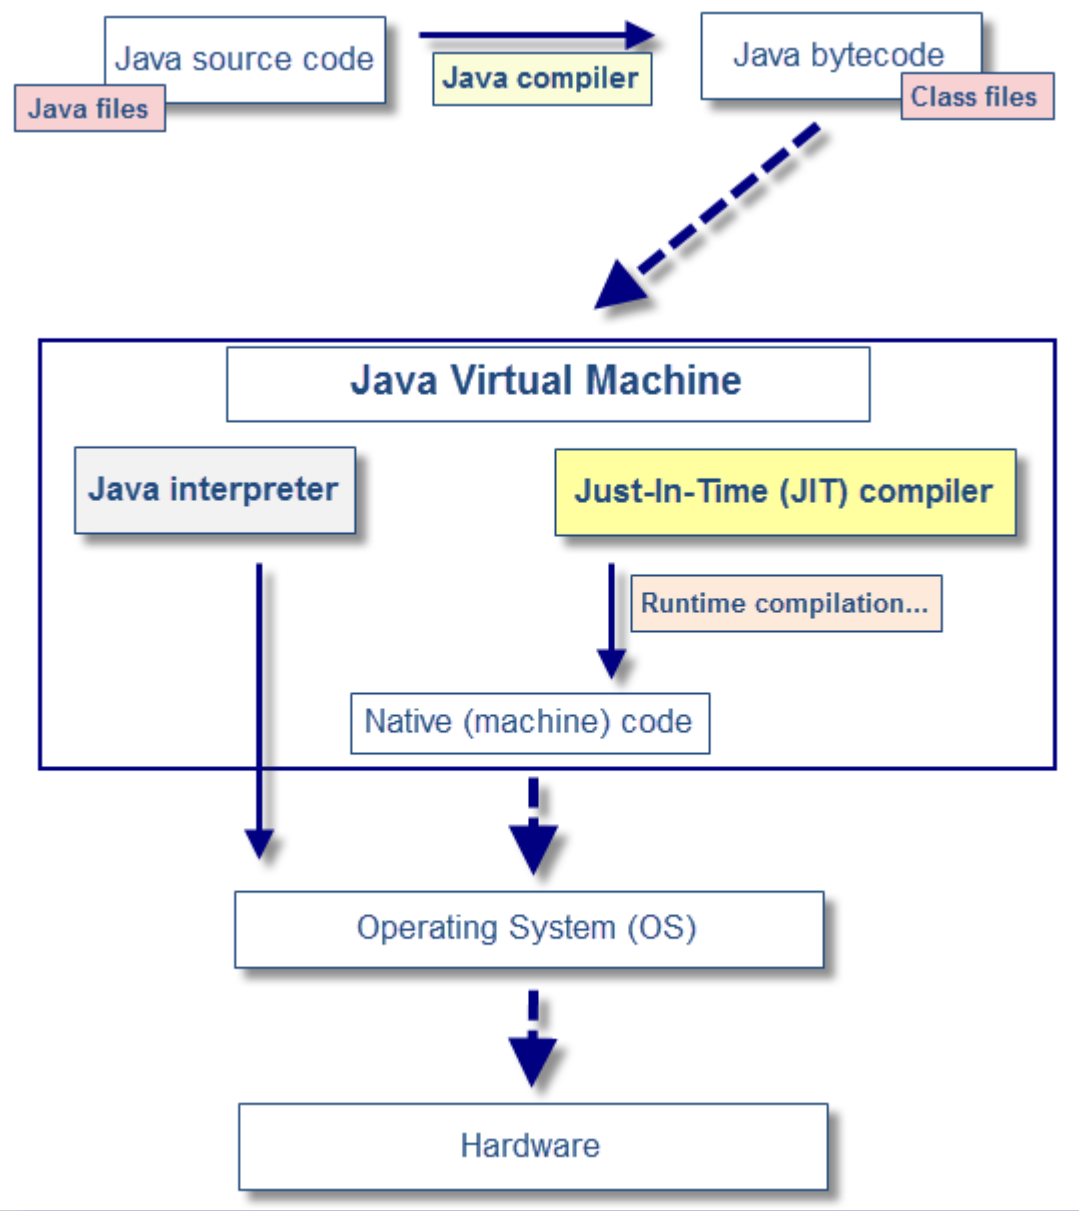 Java source code
Java files
Java compiler
Java bytecode
Class files
Java Virtual Machine
Java interpreter
Just-In-Time (JIT) compiler
Runtime compilation...
Native (machine) code
Operating System (OS)
Hardware